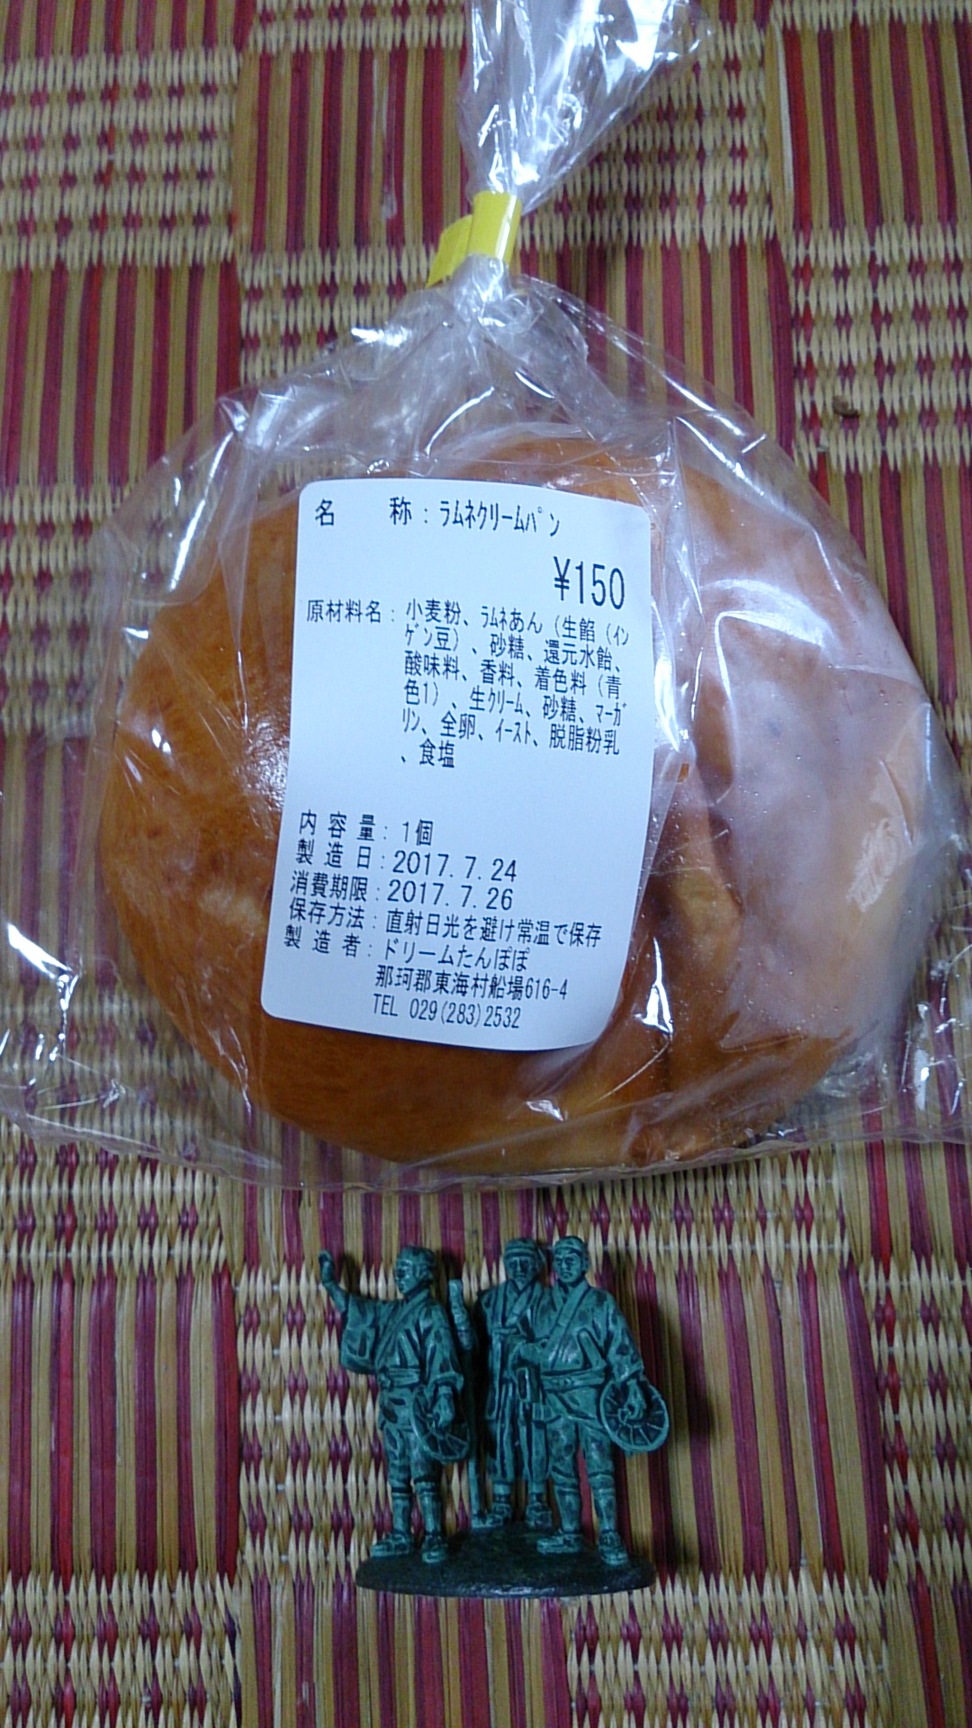 名 称:ラムネクリームパン
¥150
原材料名:小麦粉、ラムネあん(生餡(イン
ゲン豆)、砂糖、還元水飴、
酸味料、香料、着色料(青
色1)、生クリーム、砂糖、マーガ
リン、全卵、イースト、脱脂粉乳
、食塩
内容量:1個
製造日:2017.7.24
消費期限:2017.7.26
保存方法:直射日光を避け常温で保存
製造者:ドリームたんぽぽ
那珂郡東海村船場616-4
TEL 029(283)2532